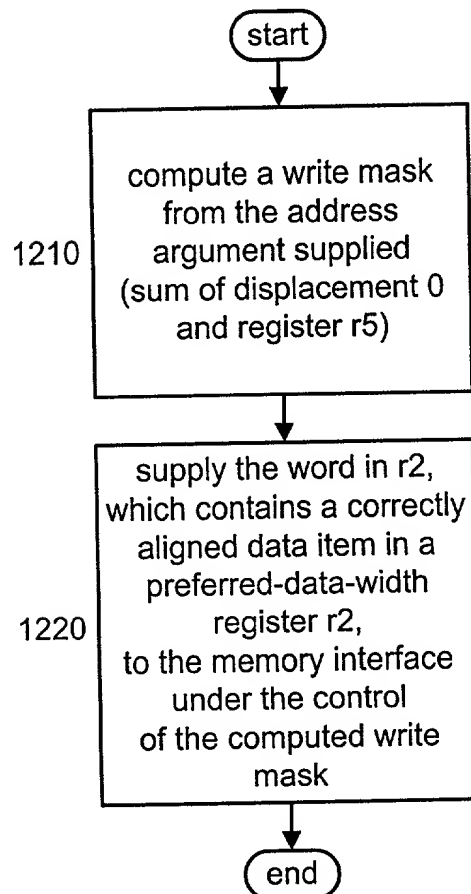 start
1210
compute a write mask
from the address
argument supplied
(sum of displacement 0
and register r5)
1220
supply the word in r2,
which contains a correctly
aligned data item in a
preferred-data-width
register r2,
to the memory interface
under the control
of the computed write
mask
end